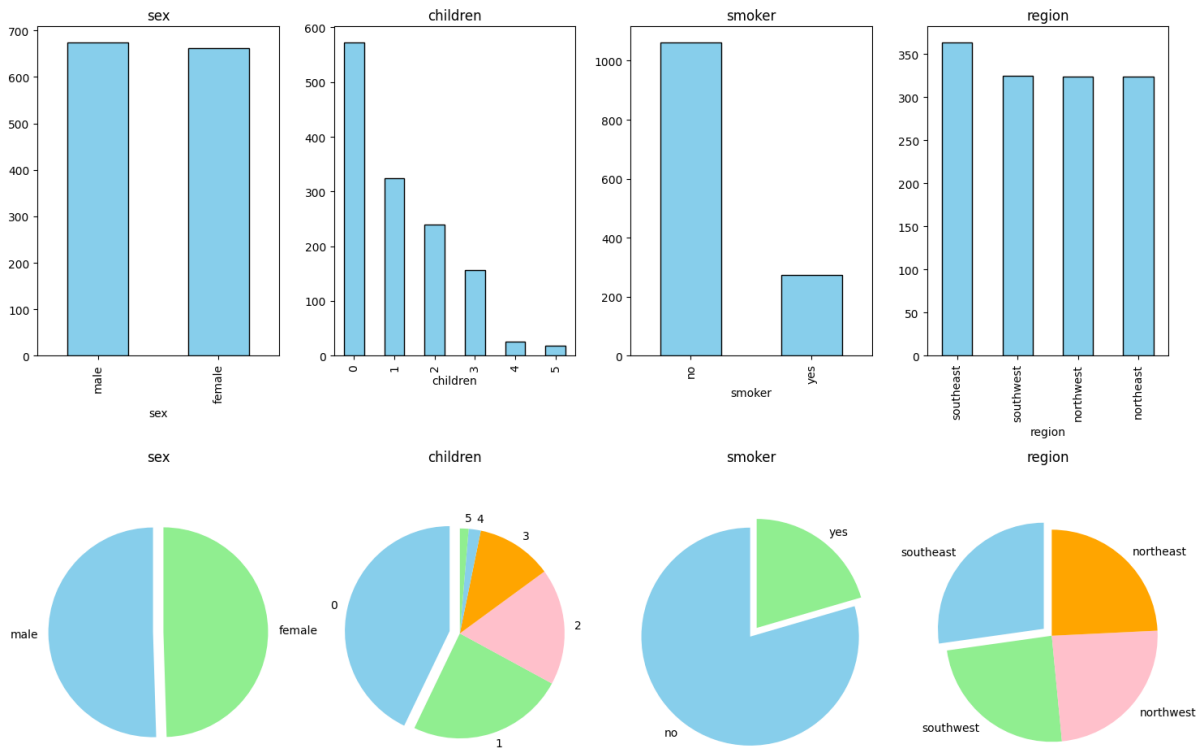 sex
700
600
500
400
300
200
100
0
male
female
sex
children
600
500
400
300
200
100
0
0
1
2
3
4
5
children
smoker
1000
800
600
400
200
0
no
yes
smoker
region
350
300
250
200
150
100
50
0
southeast
southwest
northwest
northeast
region
sex
male
female
children
0
1
2
3
4
5
smoker
no
yes
region
southeast
southwest
northwest
northeast